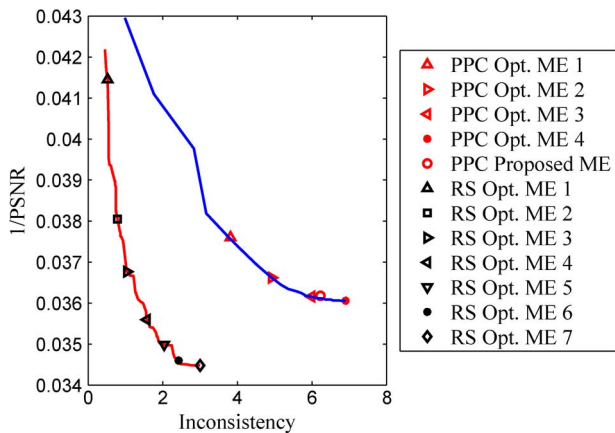 0.043
0.042
0.041
0.04
0.039
0.038
0.037
0.036
0.035
0.034
1/PSNR
0 2 4 6 8
Inconsistency
PPC Opt. ME 1
PPC Opt. ME 2
PPC Opt. ME 3
PPC Opt. ME 4
PPC Proposed ME
RS Opt. ME 1
RS Opt. ME 2
RS Opt. ME 3
RS Opt. ME 4
RS Opt. ME 5
RS Opt. ME 6
RS Opt. ME 7